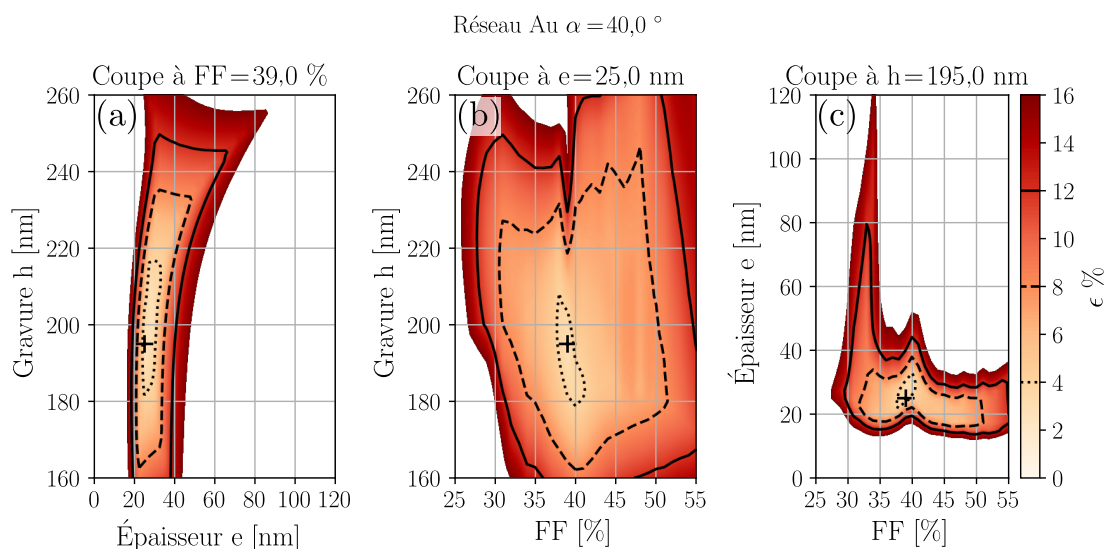 Réseau Au α = 40,0 °
Coupe à FF = 39,0 %
(a)
Gravure h [nm]
260
240
220
200
180
160
0 20 40 60 80 100 120
Épaisseur e [nm]
Coupe à e = 25,0 nm
(b)
Gravure h [nm]
260
240
220
200
180
160
25 30 35 40 45 50 55
FF [%]
Coupe à h = 195,0 nm
(c)
Épaisseur e [nm]
120
100
80
60
40
20
0
25 30 35 40 45 50 55
FF [%]
16
14
12
10
8
6
4
2
0
ϵ %